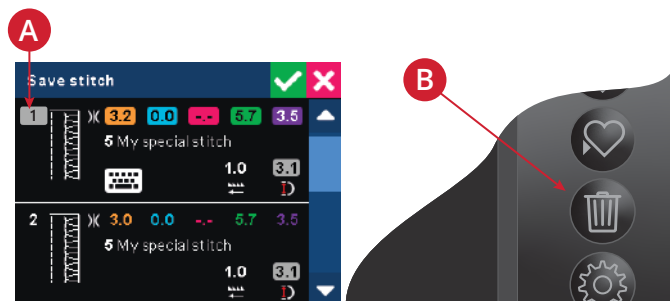 A
B
Save stitch
1 3.2 0.0 -.- 5.7 3.5
5 My special stitch
1.0 3.1
2 3.0 0.0 -.- 5.7 3.5
5 My special stitch
1.0 3.1